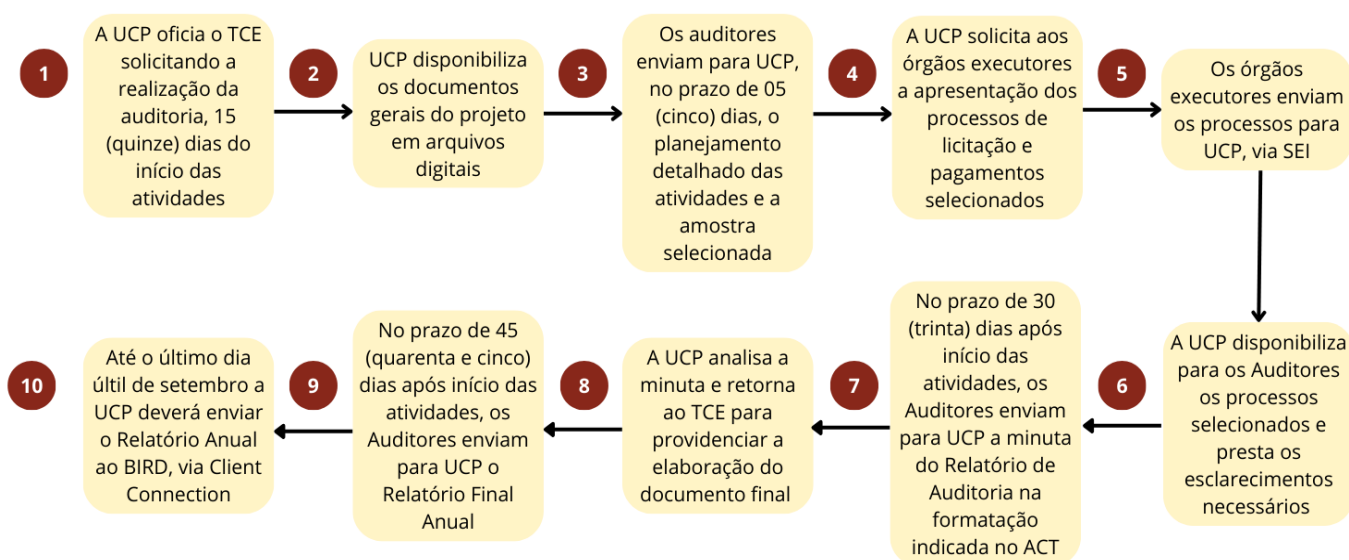 1
A UCP oficia o TCE
solicitando a
realização da
auditoria, 15
(quinze) dias do
início das
atividades
2
UCP disponibiliza
os documentos
gerais do projeto
em arquivos
digitais
3
Os auditores
enviam para UCP,
no prazo de 05
(cinco) dias, o
planejamento
detalhado das
atividades e a
amostra
selecionada
4
A UCP solicita aos
órgãos executores
a apresentação dos
processos de
licitação e
pagamentos
selecionados
5
Os órgãos
executores enviam
os processos para
UCP, via SEI
6
A UCP disponibiliza
para os Auditores
os processos
selecionados e
presta os
esclarecimentos
necessários
7
No prazo de 30
(trinta) dias após
início das
atividades, os
Auditores enviam
para UCP a minuta
do Relatório de
Auditoria na
formatação
indicada no ACT
8
A UCP analisa a
minuta e retorna
ao TCE para
providenciar a
elaboração do
documento final
9
No prazo de 45
(quarenta e cinco)
dias após início das
atividades, os
Auditores enviam
para UCP o
Relatório Final
Anual
10
Até o último dia
últil de setembro a
UCP deverá enviar
o Relatório Anual
ao BIRD, via Client
Connection